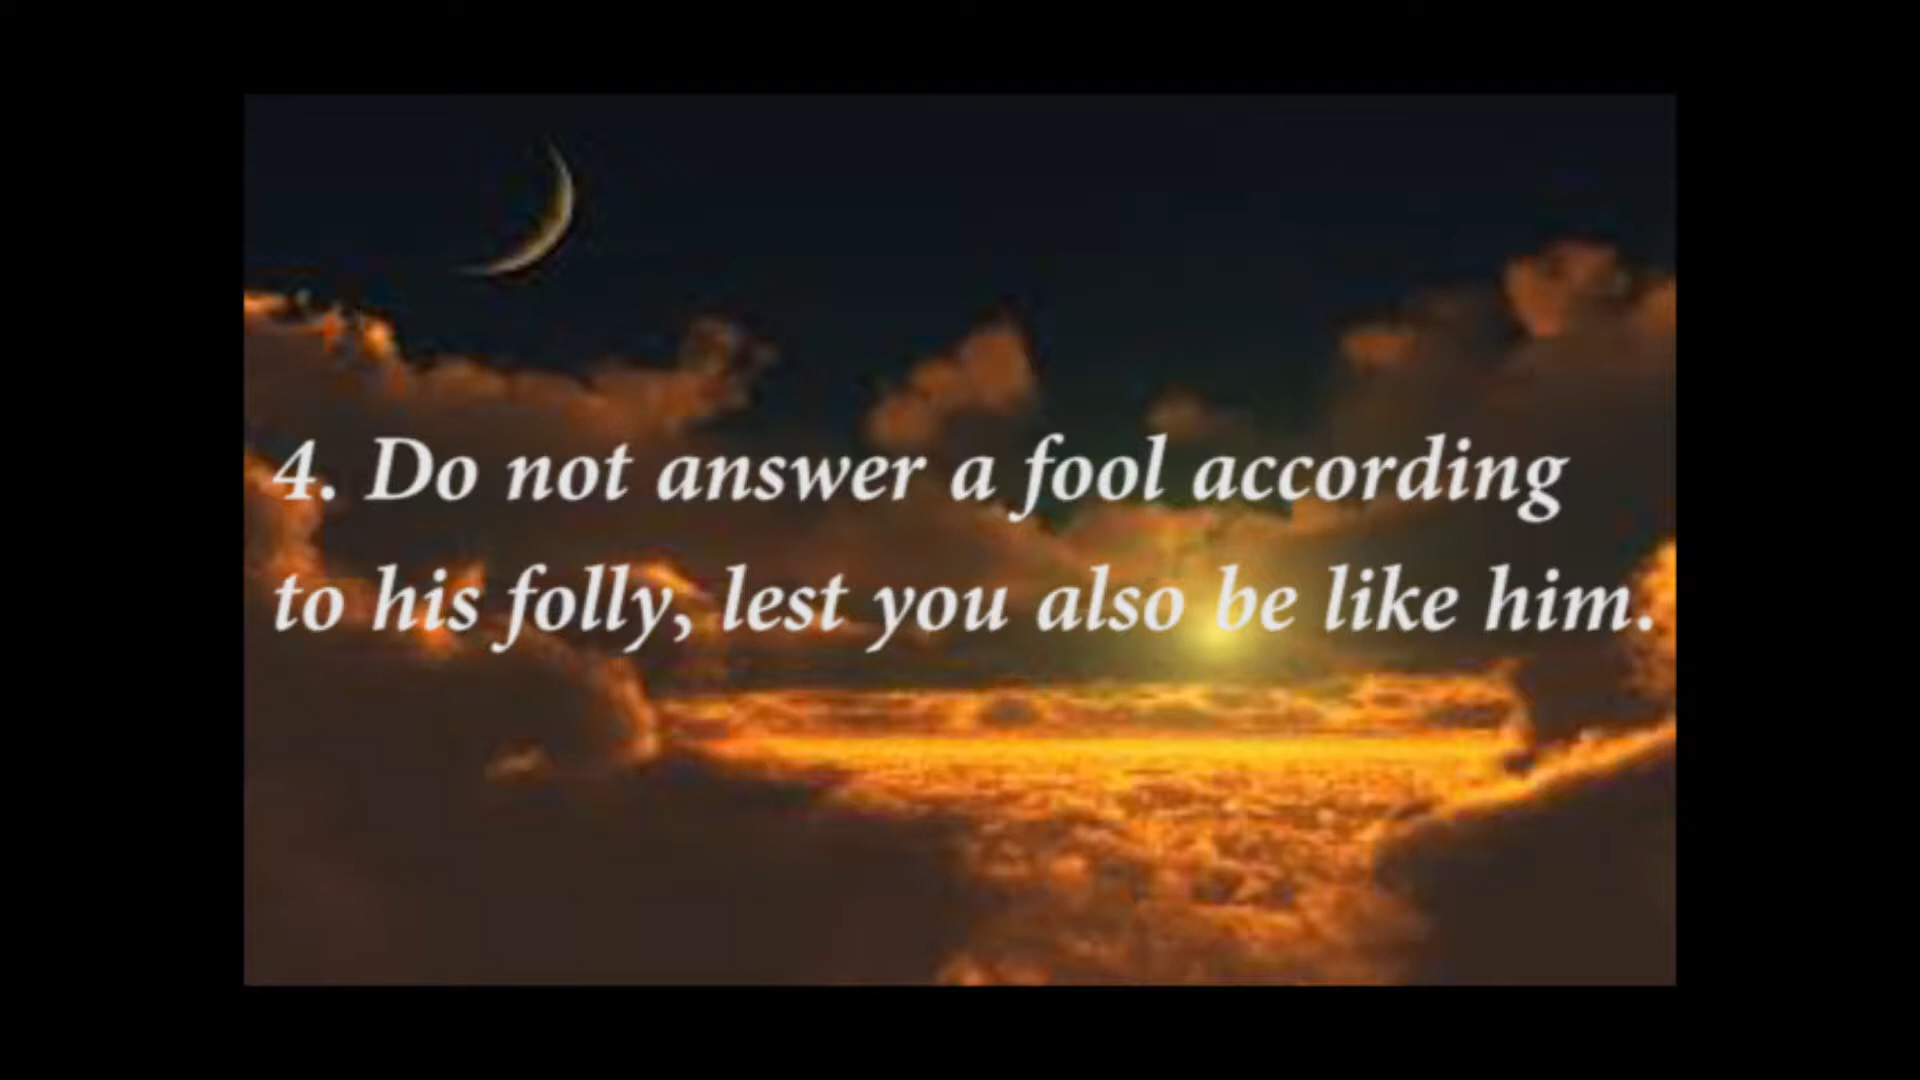 4. Do not answer a fool according
to his folly, lest you also be like him.